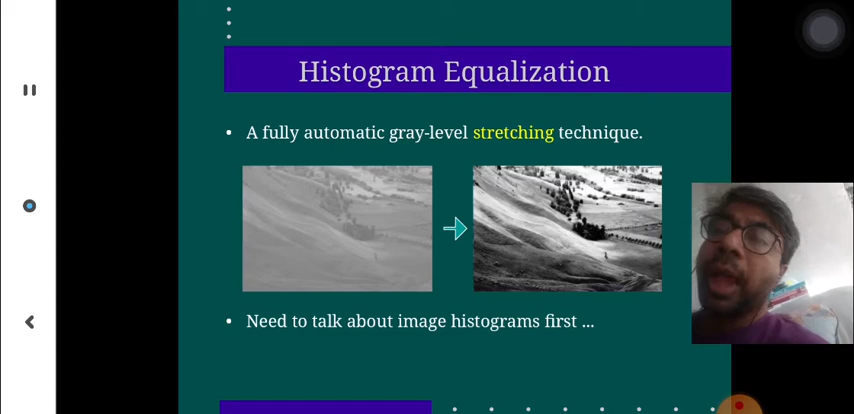 Histogram Equalization
• A fully automatic gray-level stretching technique.
• Need to talk about image histograms first ...